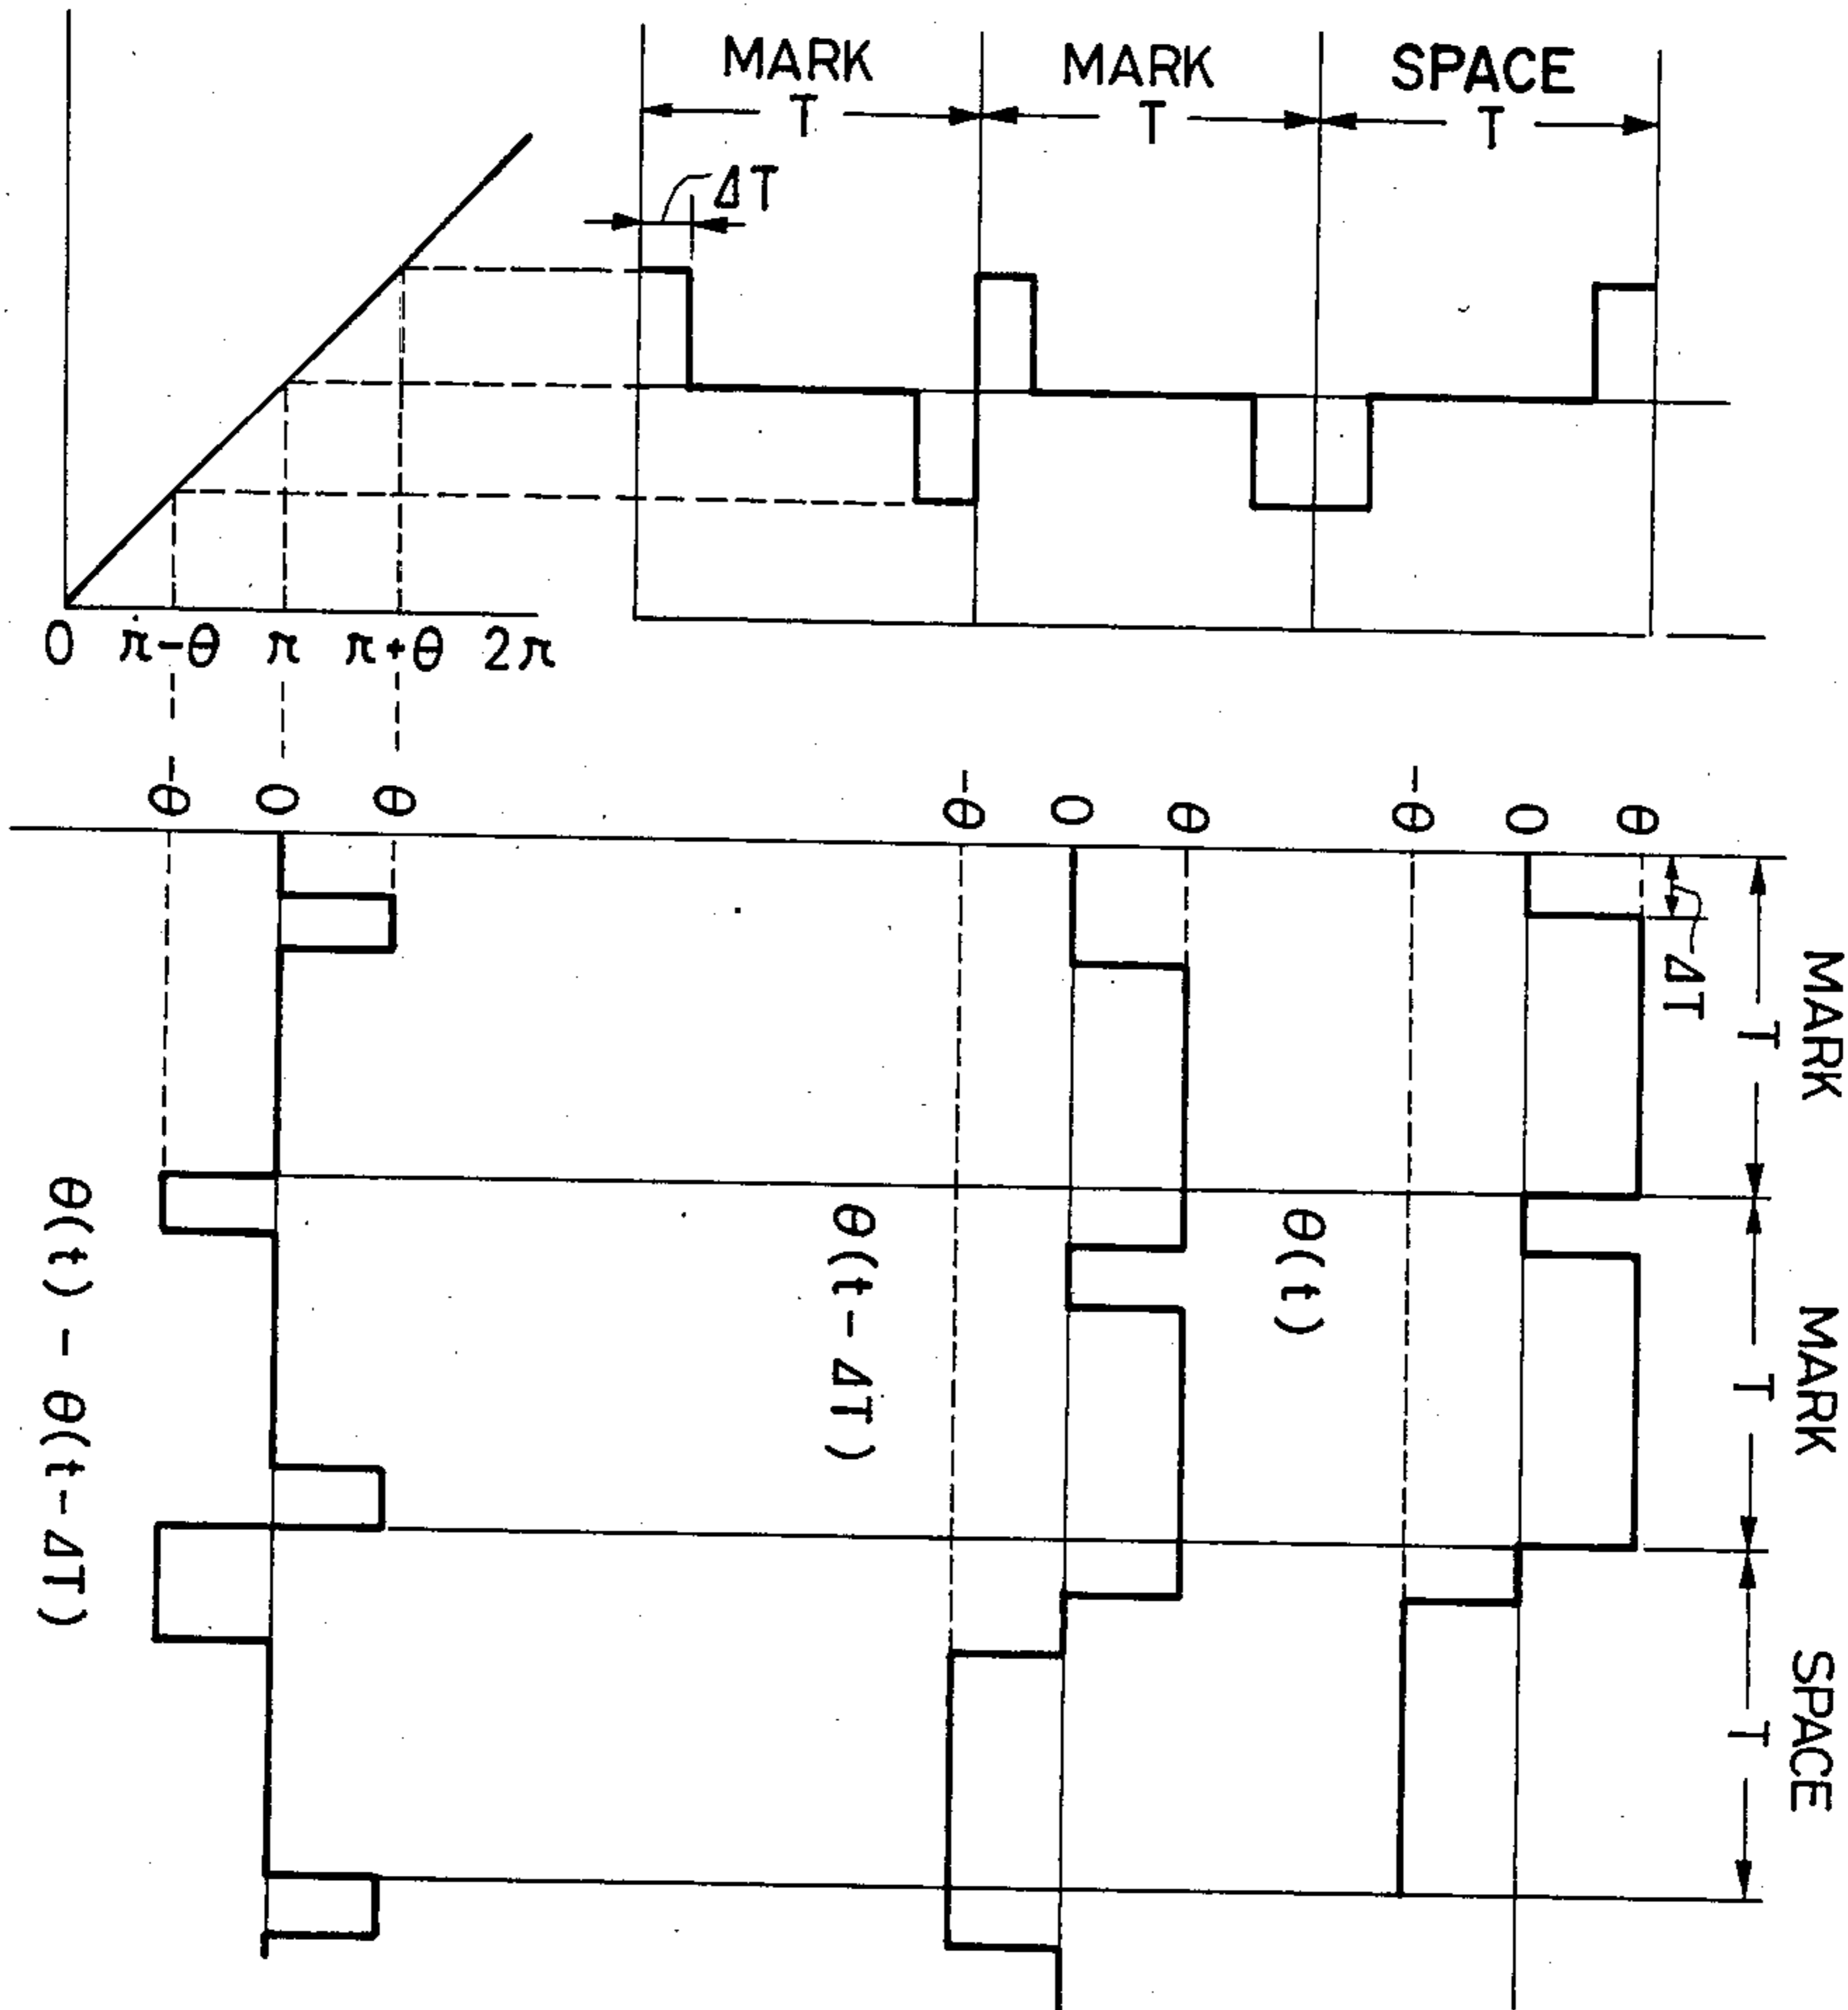 MARK MARK SPACE
T T T
ΔT
0 π-θ π π+θ 2π
-θ 0 θ
-θ 0 θ
-θ 0 θ
MARK MARK SPACE
T T T
ΔT
θ(t)
θ(t-ΔT)
θ(t) - θ(t-ΔT)